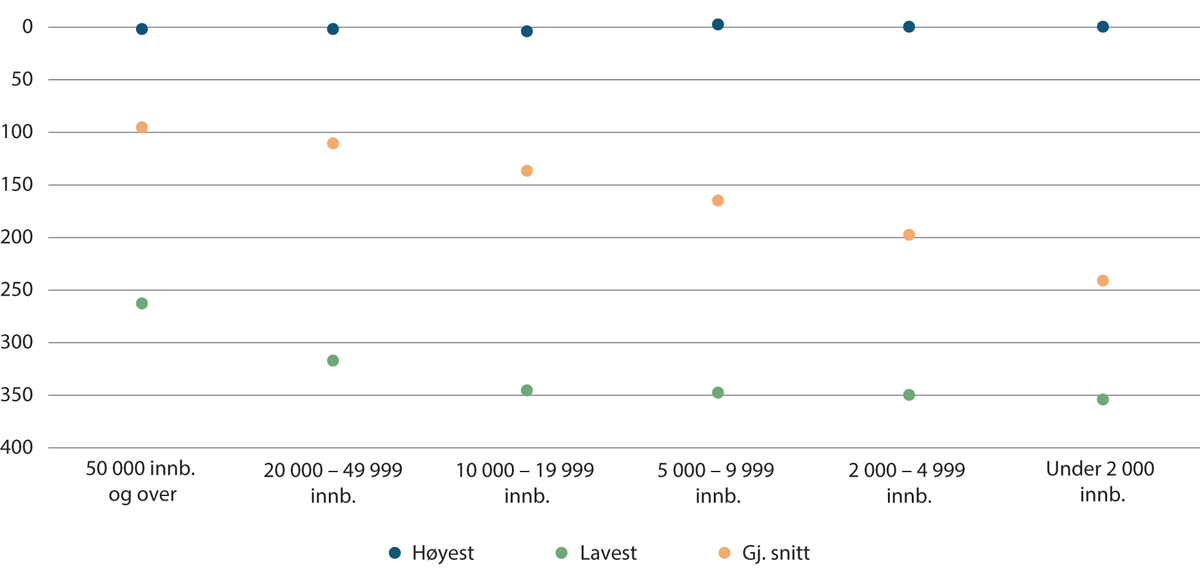 0
50
100
150
200
250
300
350
400
50 000 innb.
og over
20 000 – 49 999
innb.
10 000 – 19 999
innb.
5 000 – 9 999
innb.
2 000 – 4 999
innb.
Under 2 000
innb.
Høyest
Lavest
Gj. snitt